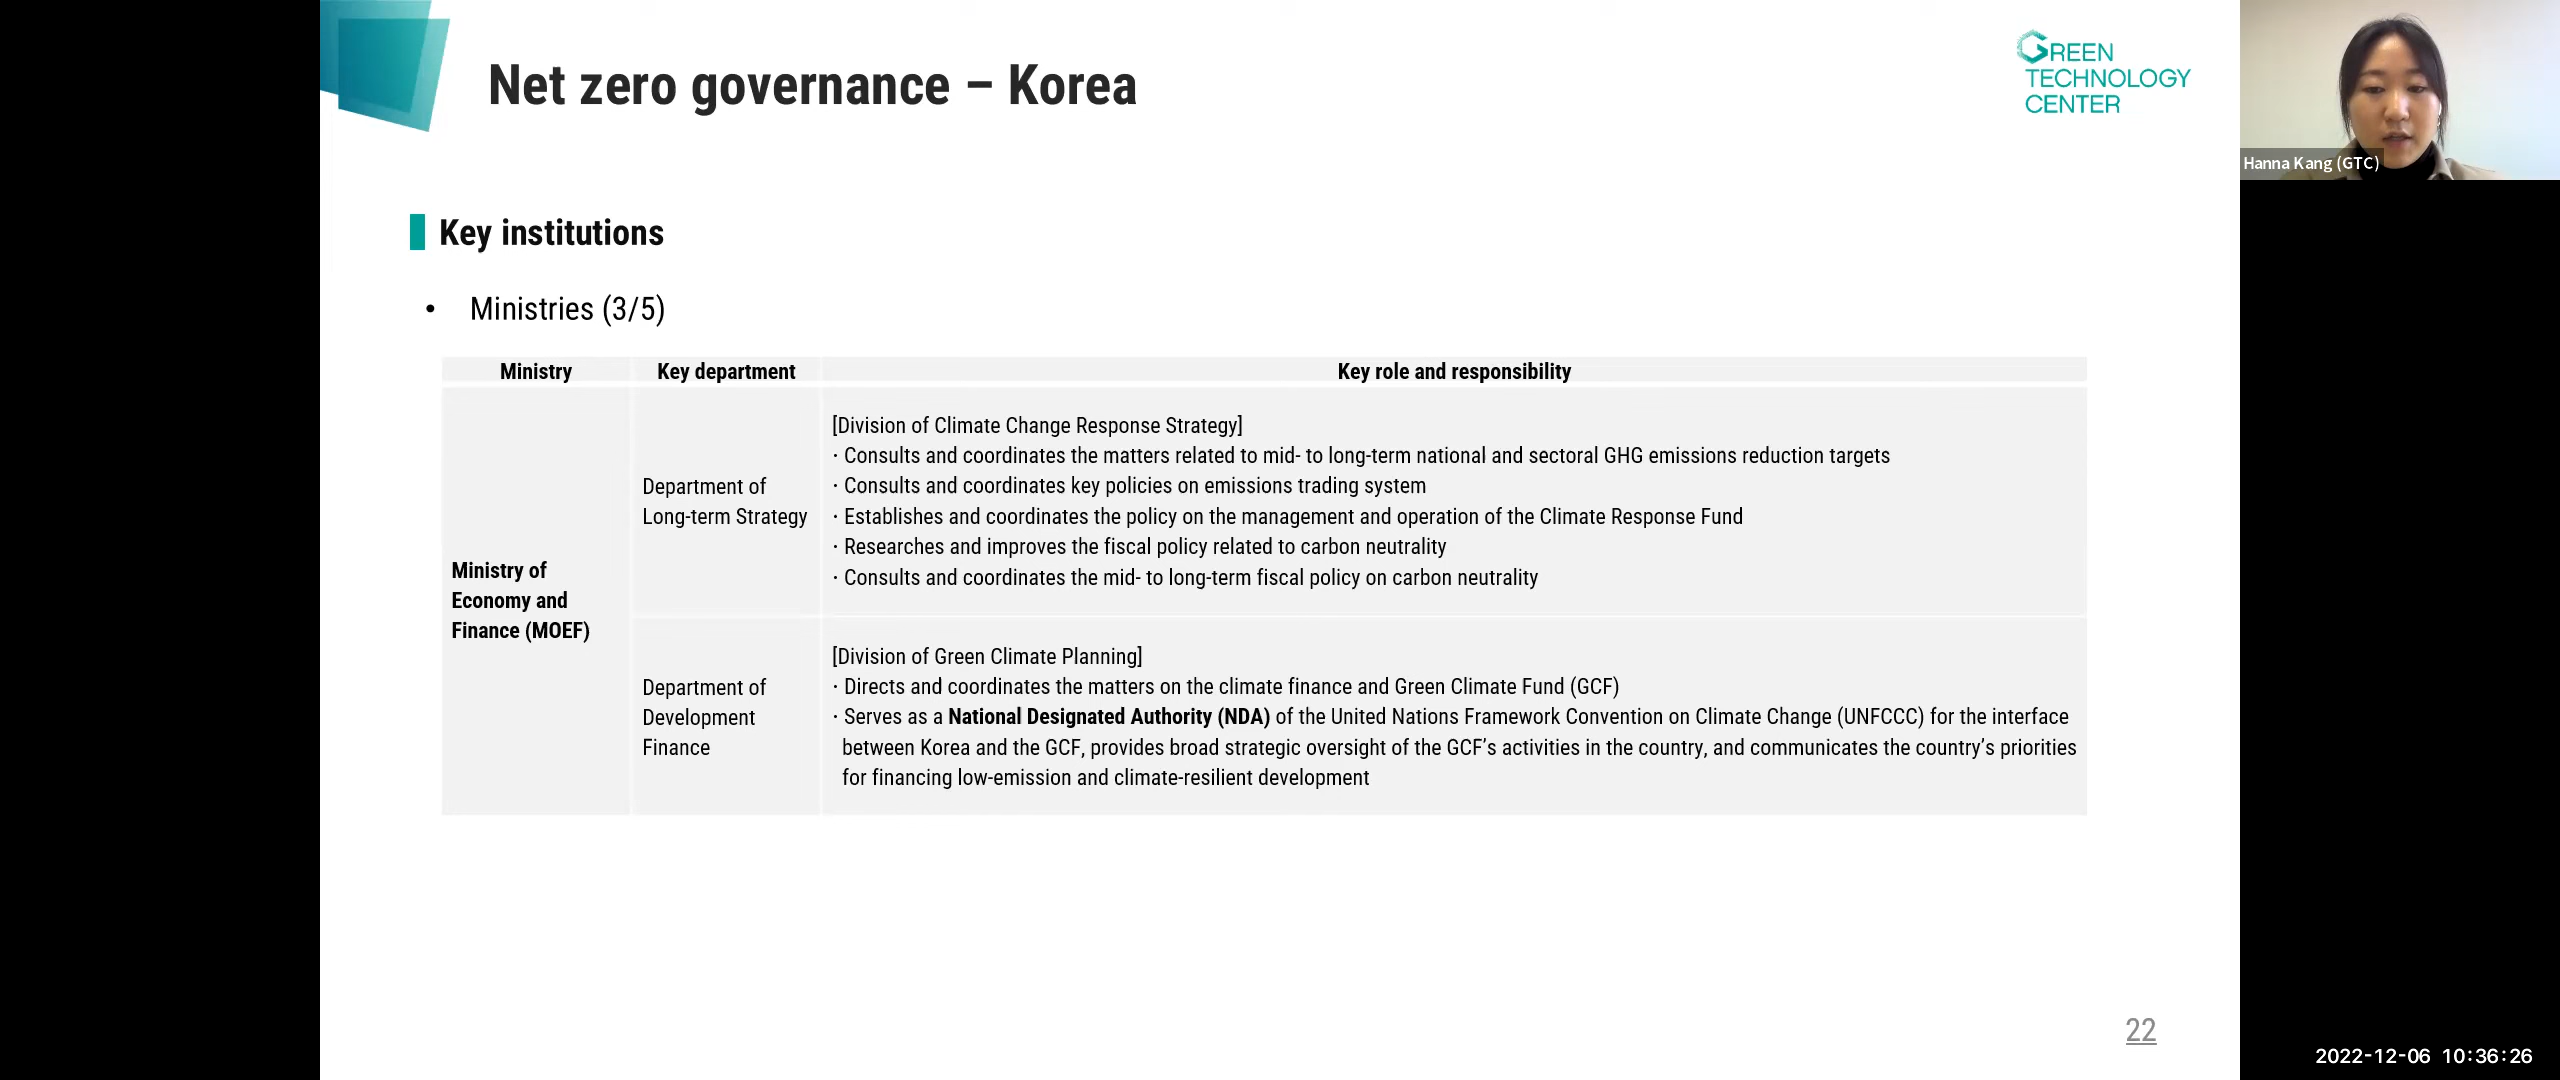 Net zero governance – Korea
GREEN
TECHNOLOGY
CENTER
Hanna Kang (GTC)
Key institutions
• Ministries (3/5)
Ministry Key department Key role and responsibility
Ministry of
Economy and
Finance (MOEF)
Department of
Long-term Strategy
[Division of Climate Change Response Strategy]
· Consults and coordinates the matters related to mid- to long-term national and sectoral GHG emissions reduction targets
· Consults and coordinates key policies on emissions trading system
· Establishes and coordinates the policy on the management and operation of the Climate Response Fund
· Researches and improves the fiscal policy related to carbon neutrality
· Consults and coordinates the mid- to long-term fiscal policy on carbon neutrality
Department of
Development
Finance
[Division of Green Climate Planning]
· Directs and coordinates the matters on the climate finance and Green Climate Fund (GCF)
· Serves as a National Designated Authority (NDA) of the United Nations Framework Convention on Climate Change (UNFCCC) for the interface
between Korea and the GCF, provides broad strategic oversight of the GCF's activities in the country, and communicates the country's priorities
for financing low-emission and climate-resilient development
22
2022-12-06 10:36:26